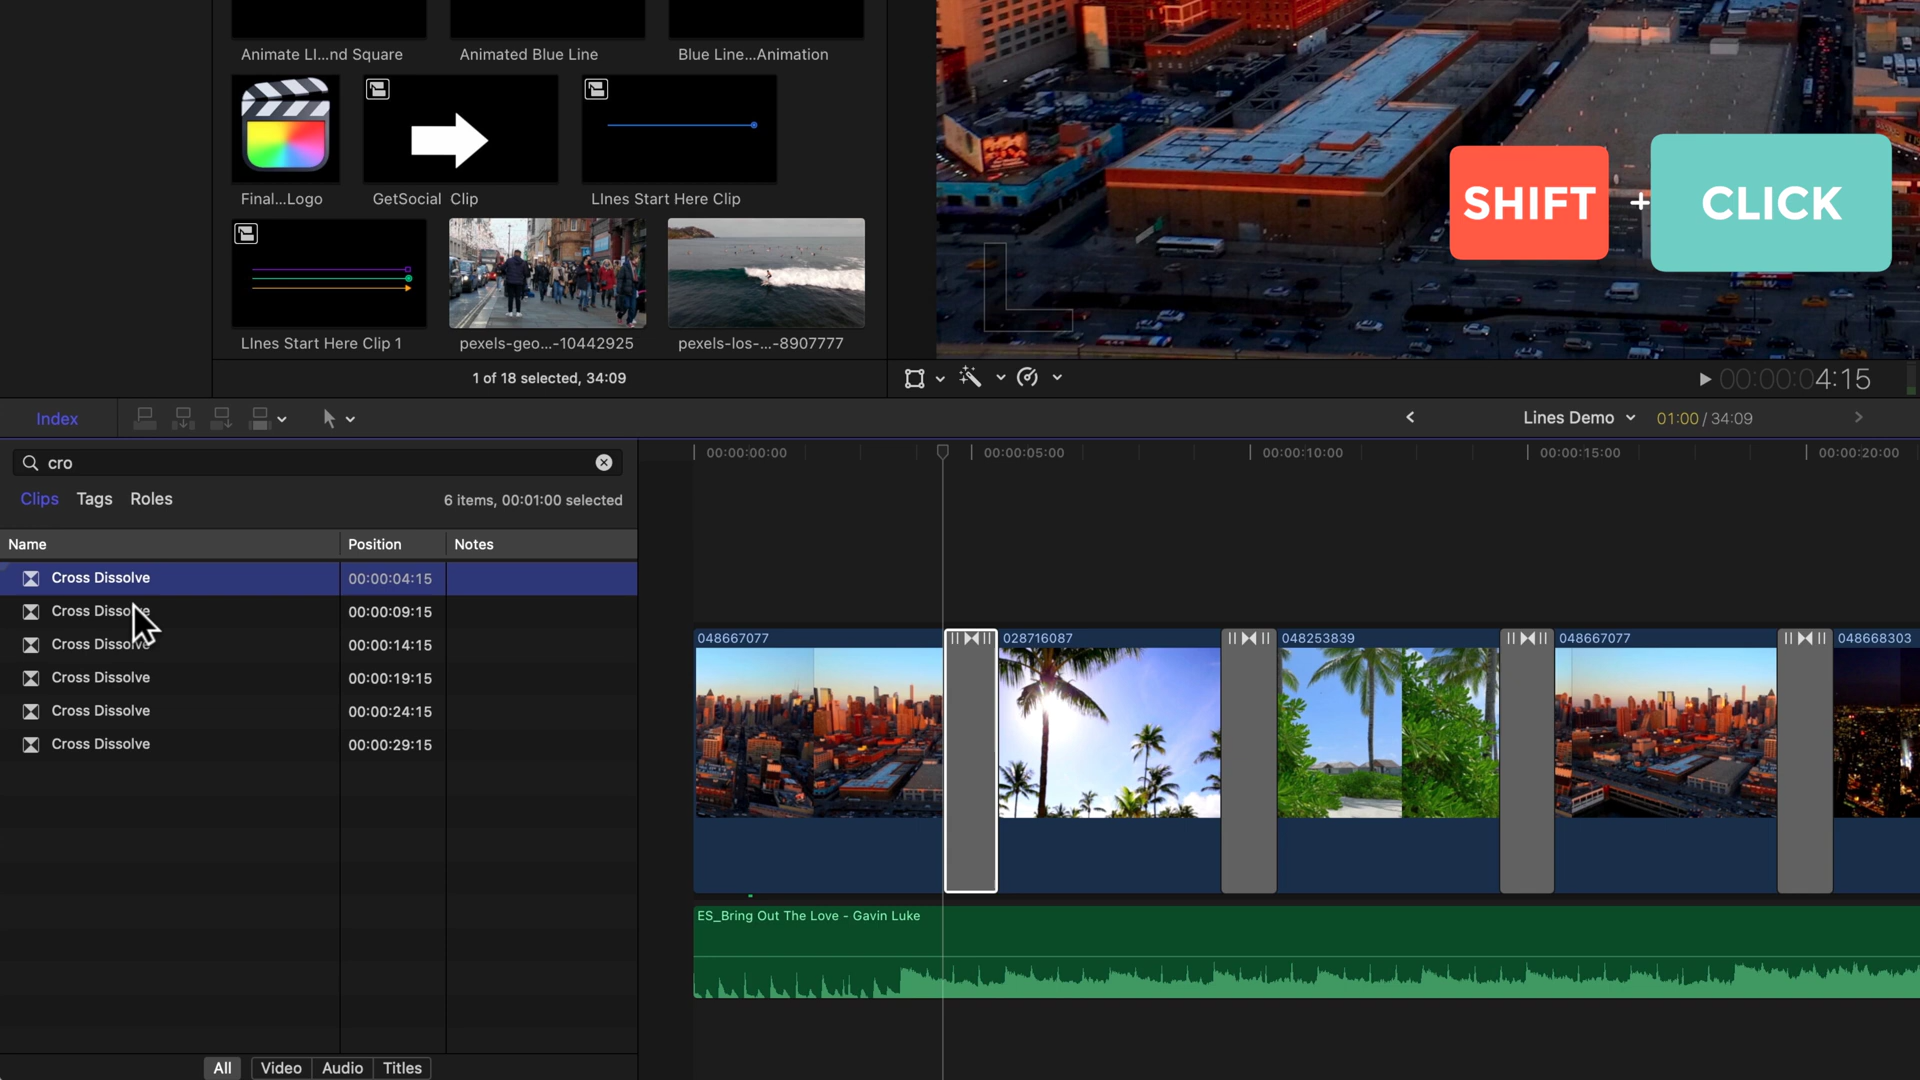 Animate LI...nd Square
Animated Blue Line
Blue Line...Animation
Final...Logo
GetSocial Clip
LInes Start Here Clip
LInes Start Here Clip 1
pexels-geo...-10442925
pexels-los-...-8907777
1 of 18 selected, 34:09
SHIFT + CLICK
00:00:04:15
Index
Lines Demo
01:00 / 34:09
cro
Clips Tags Roles
6 items, 00:01:00 selected
Name Position Notes
Cross Dissolve 00:00:04:15
Cross Dissolve 00:00:09:15
Cross Dissolve 00:00:14:15
Cross Dissolve 00:00:19:15
Cross Dissolve 00:00:24:15
Cross Dissolve 00:00:29:15
All Video Audio Titles
00:00:00:00
00:00:05:00
00:00:10:00
00:00:15:00
00:00:20:00
048667077
028716087
048253839
048667077
048668303
ES_Bring Out The Love - Gavin Luke